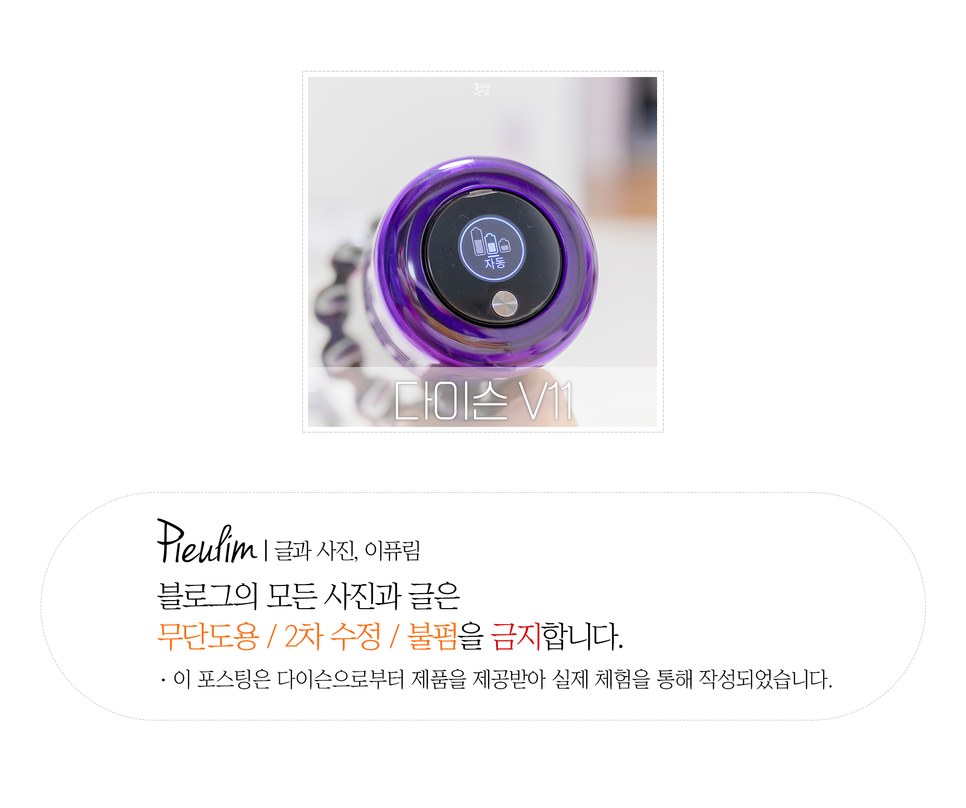 자동
다이슨 V11
Pieulim | 글과 사진, 이퓨림
블로그의 모든 사진과 글은
무단도용 / 2차 수정 / 불펌을 금지합니다.
· 이 포스팅은 다이슨으로부터 제품을 제공받아 실제 체험을 통해 작성되었습니다.